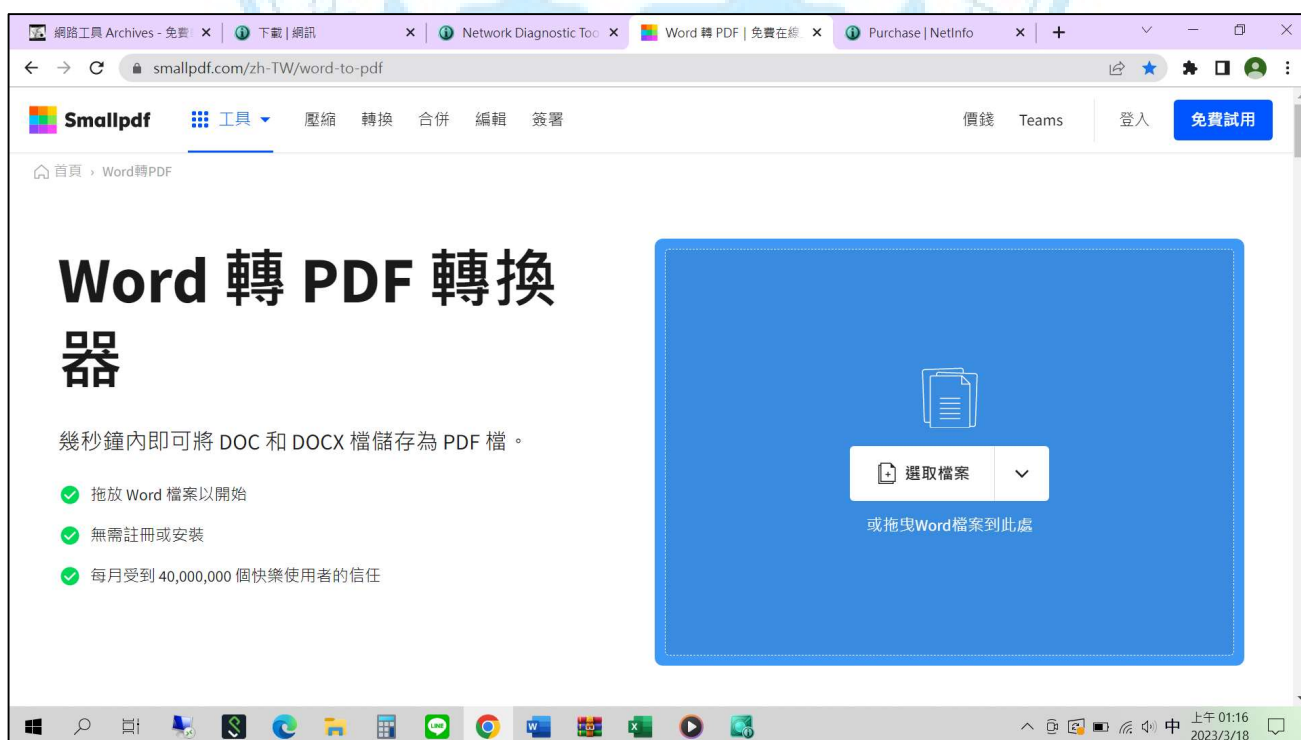 網路工具 Archives - 免費
下載 | 網訊
Network Diagnostic Too
Word 轉 PDF | 免費在線
Purchase | NetInfo
smallpdf.com/zh-TW/word-to-pdf
Smallpdf
工具
壓縮
轉換
合併
編輯
簽署
價錢
Teams
登入
免費試用
首頁 › Word轉PDF
Word 轉 PDF 轉換
器
幾秒鐘內即可將 DOC 和 DOCX 檔儲存為 PDF 檔。
拖放 Word 檔案以開始
無需註冊或安裝
每月受到 40,000,000 個快樂使用者的信任
選取檔案
或拖曳Word檔案到此處
LINE
中
上午 01:16
2023/3/18